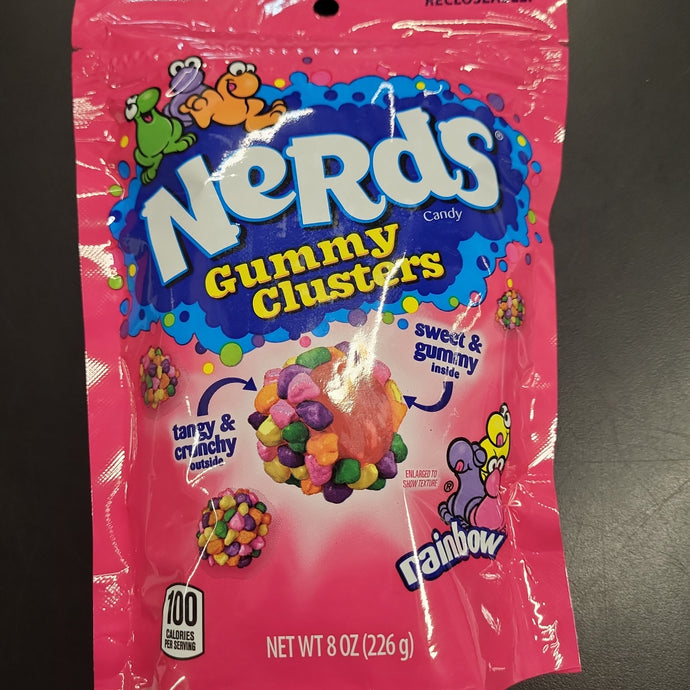 RECLOSEABLE!
NeRdS®
Candy
Gummy
Clusters
sweet &
gummy
inside
tangy &
crunchy
outside
ENLARGED TO
SHOW TEXTURE
®
rainbow
100
CALORIES
PER SERVING
NET WT 8 OZ (226 g)